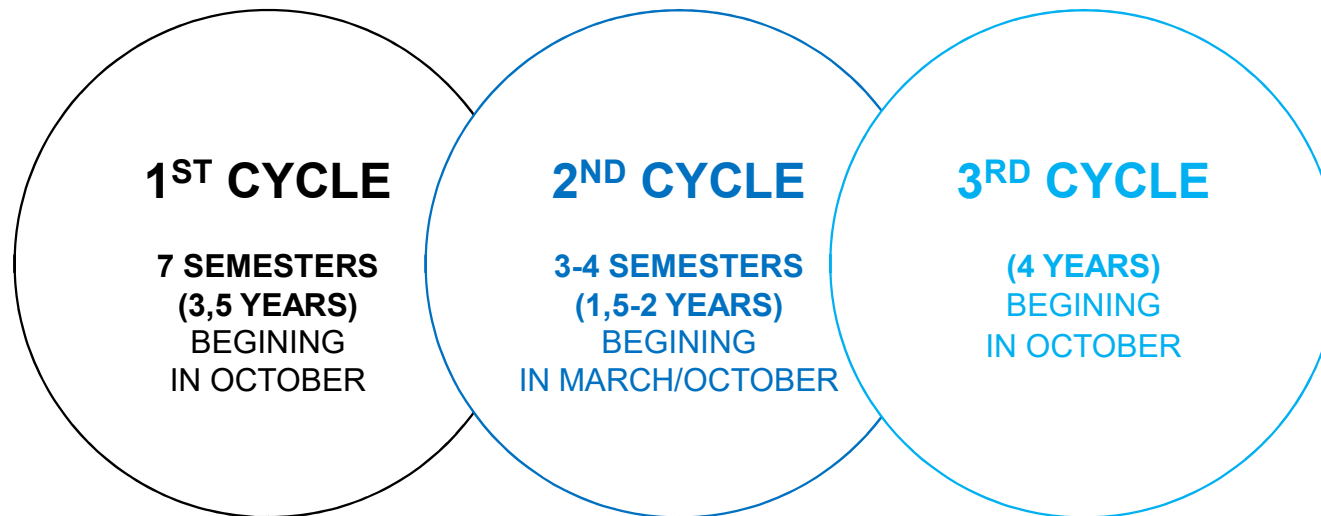 1ST CYCLE
7 SEMESTERS
(3,5 YEARS)
BEGINING
IN OCTOBER
2ND CYCLE
3-4 SEMESTERS
(1,5-2 YEARS)
BEGINING
IN MARCH/OCTOBER
3RD CYCLE
(4 YEARS)
BEGINING
IN OCTOBER